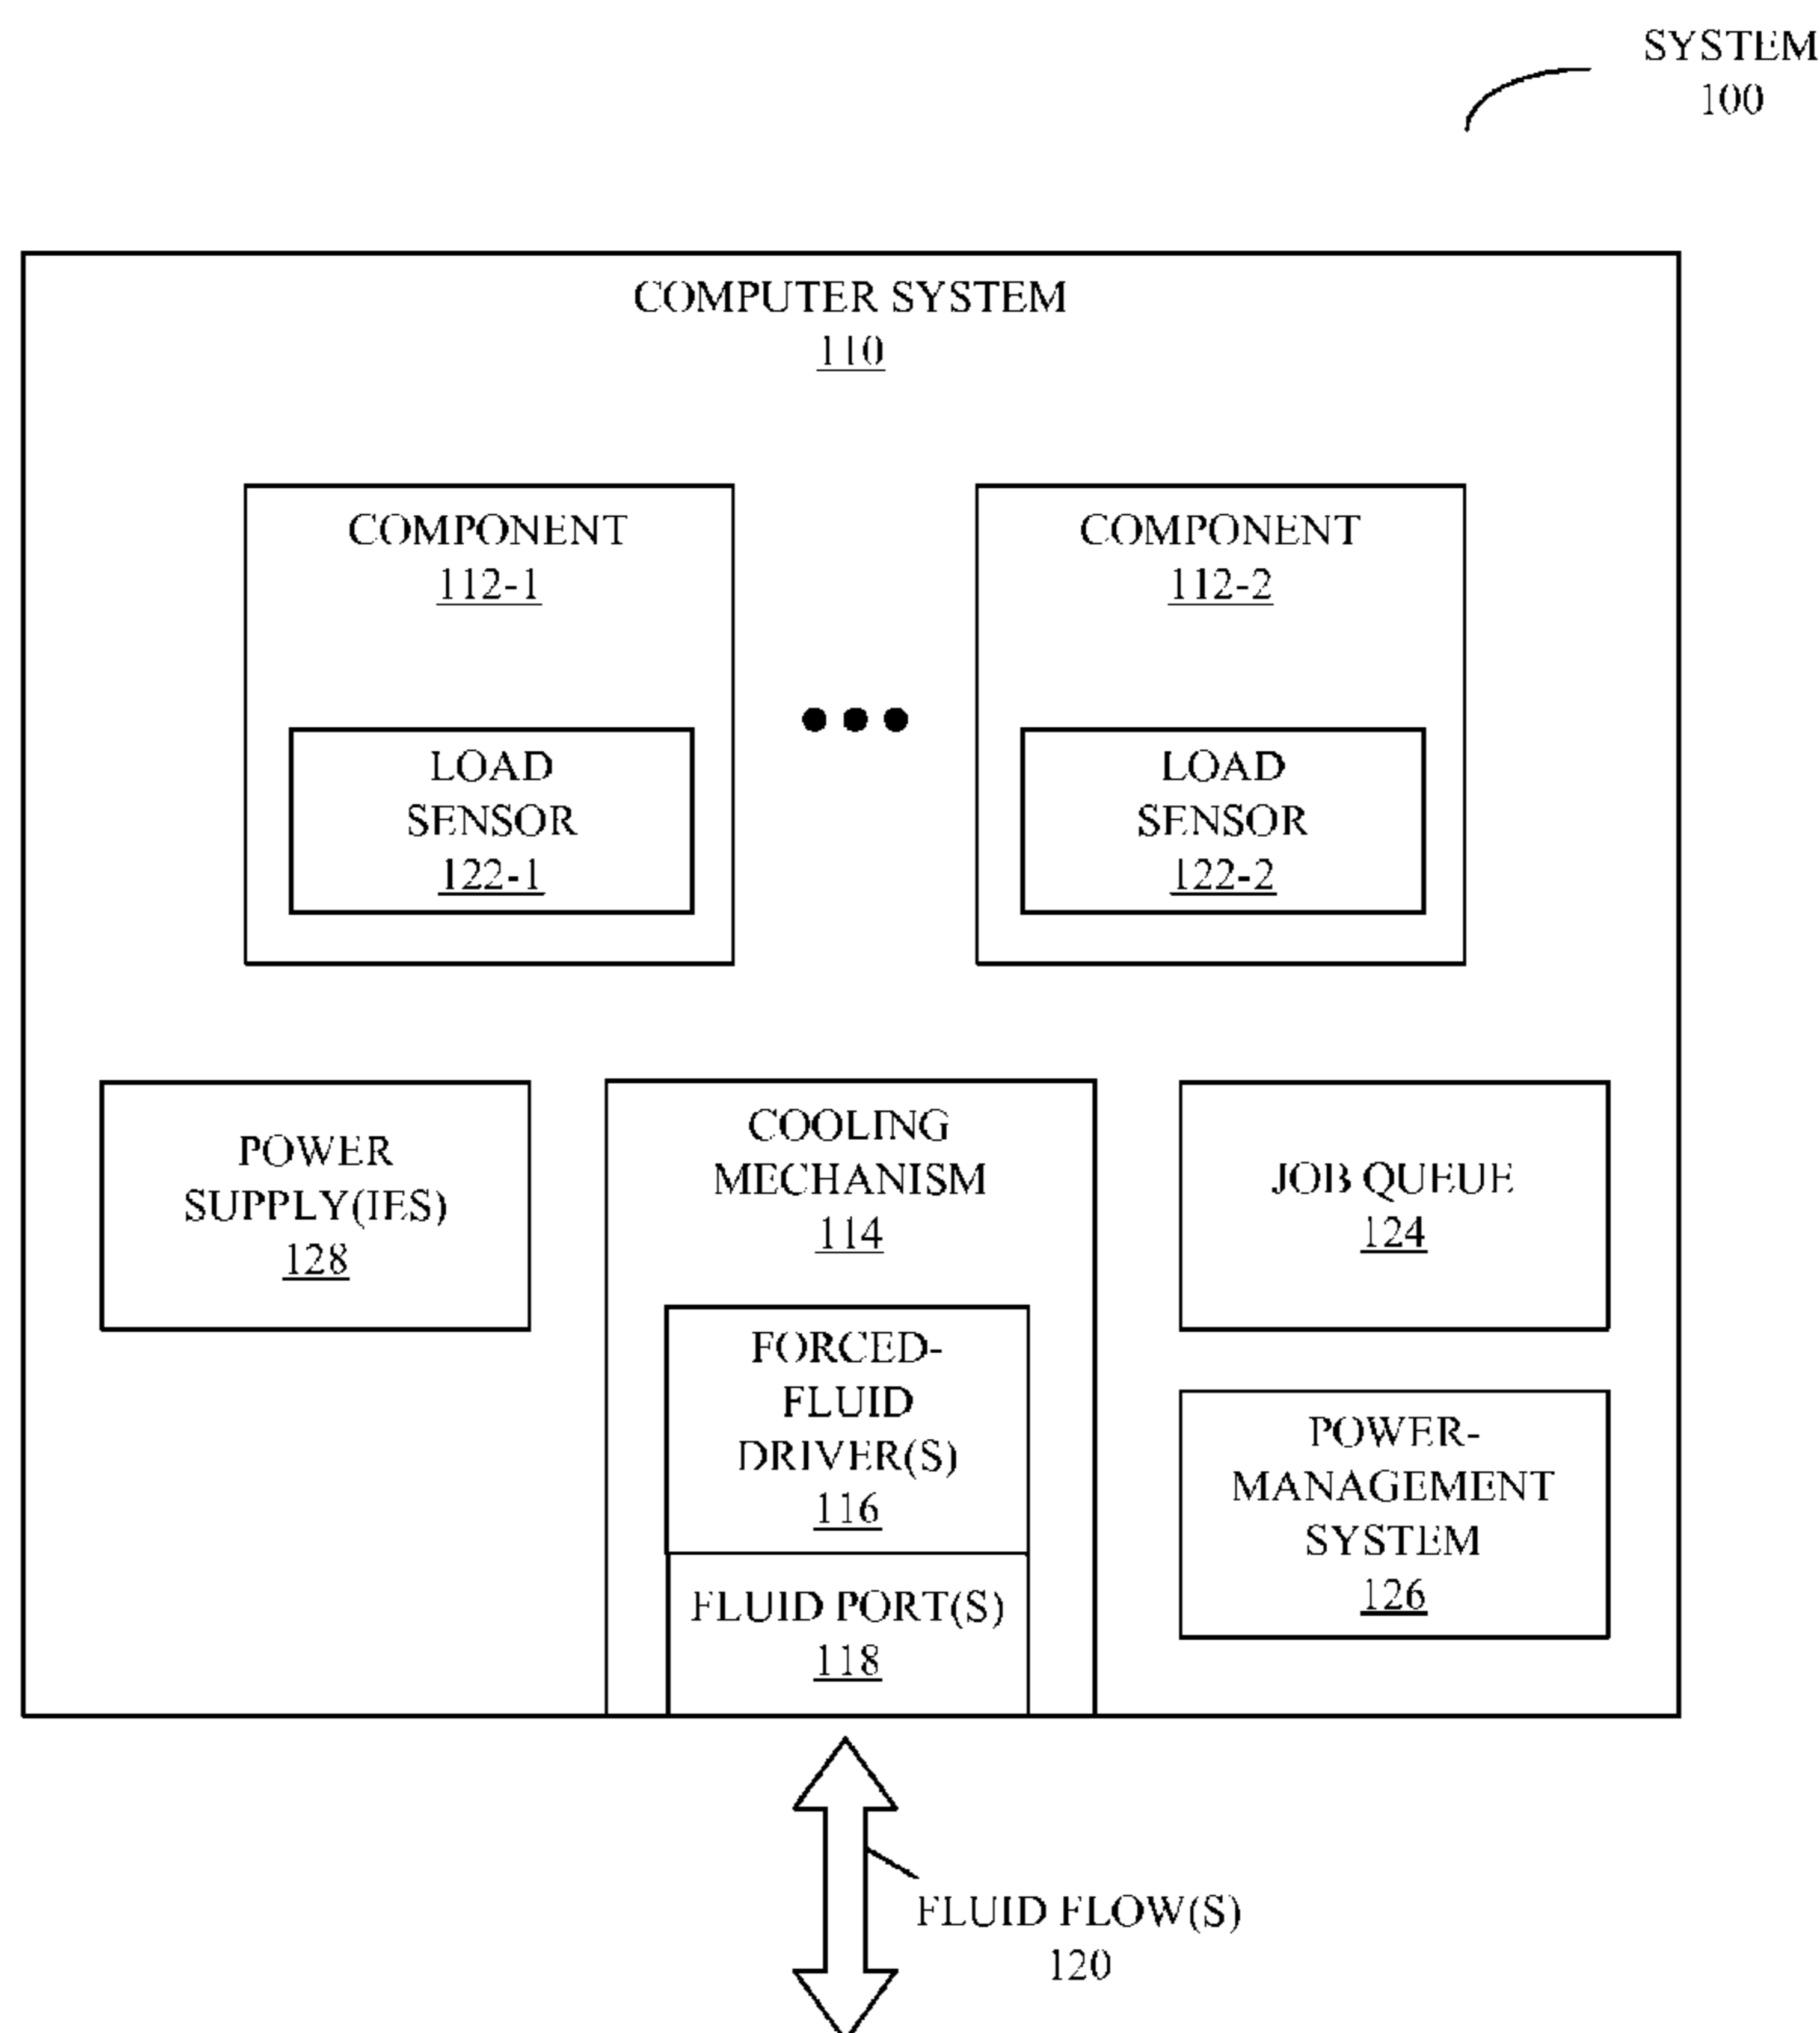 SYSTEM
100
COMPUTER SYSTEM
110
COMPONENT
112-1
LOAD
SENSOR
122-1
COMPONENT
112-2
LOAD
SENSOR
122-2
POWER
SUPPLY(IES)
128
COOLING
MECHANISM
114
FORCED-
FLUID
DRIVER(S)
116
FLUID PORT(S)
118
JOB QUEUE
124
POWER-
MANAGEMENT
SYSTEM
126
FLUID FLOW(S)
120